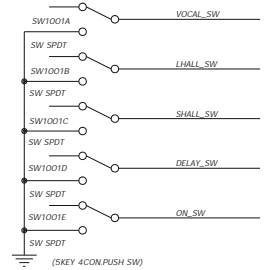 VOCAL_SW
SW1001A
SW SPDT
LHALL_SW
SW1001B
SW SPDT
SHALL_SW
SW1001C
SW SPDT
DELAY_SW
SW1001D
SW SPDT
ON_SW
SW1001E
SW SPDT
(5KEY 4CON.PUSH SW)